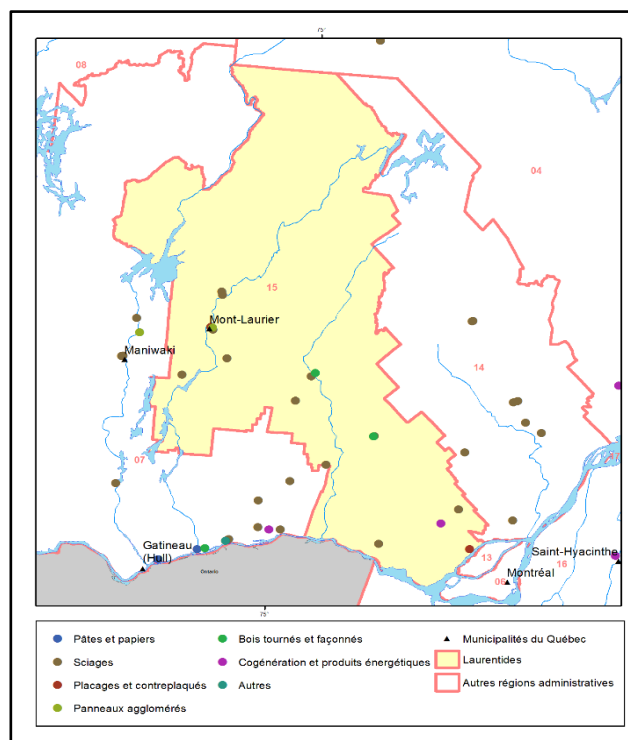 75°
08
04
15
Mont-Laurier
Maniwaki
14
07
Gatineau
(Hull)
Ontario
13
Saint-Hyacinthe
06
Montréal
16
75°
Pâtes et papiers
Bois tournés et façonnés
Municipalités du Québec
Sciages
Cogénération et produits énergétiques
Laurentides
Placages et contreplaqués
Autres
Autres régions administratives
Panneaux agglomérés